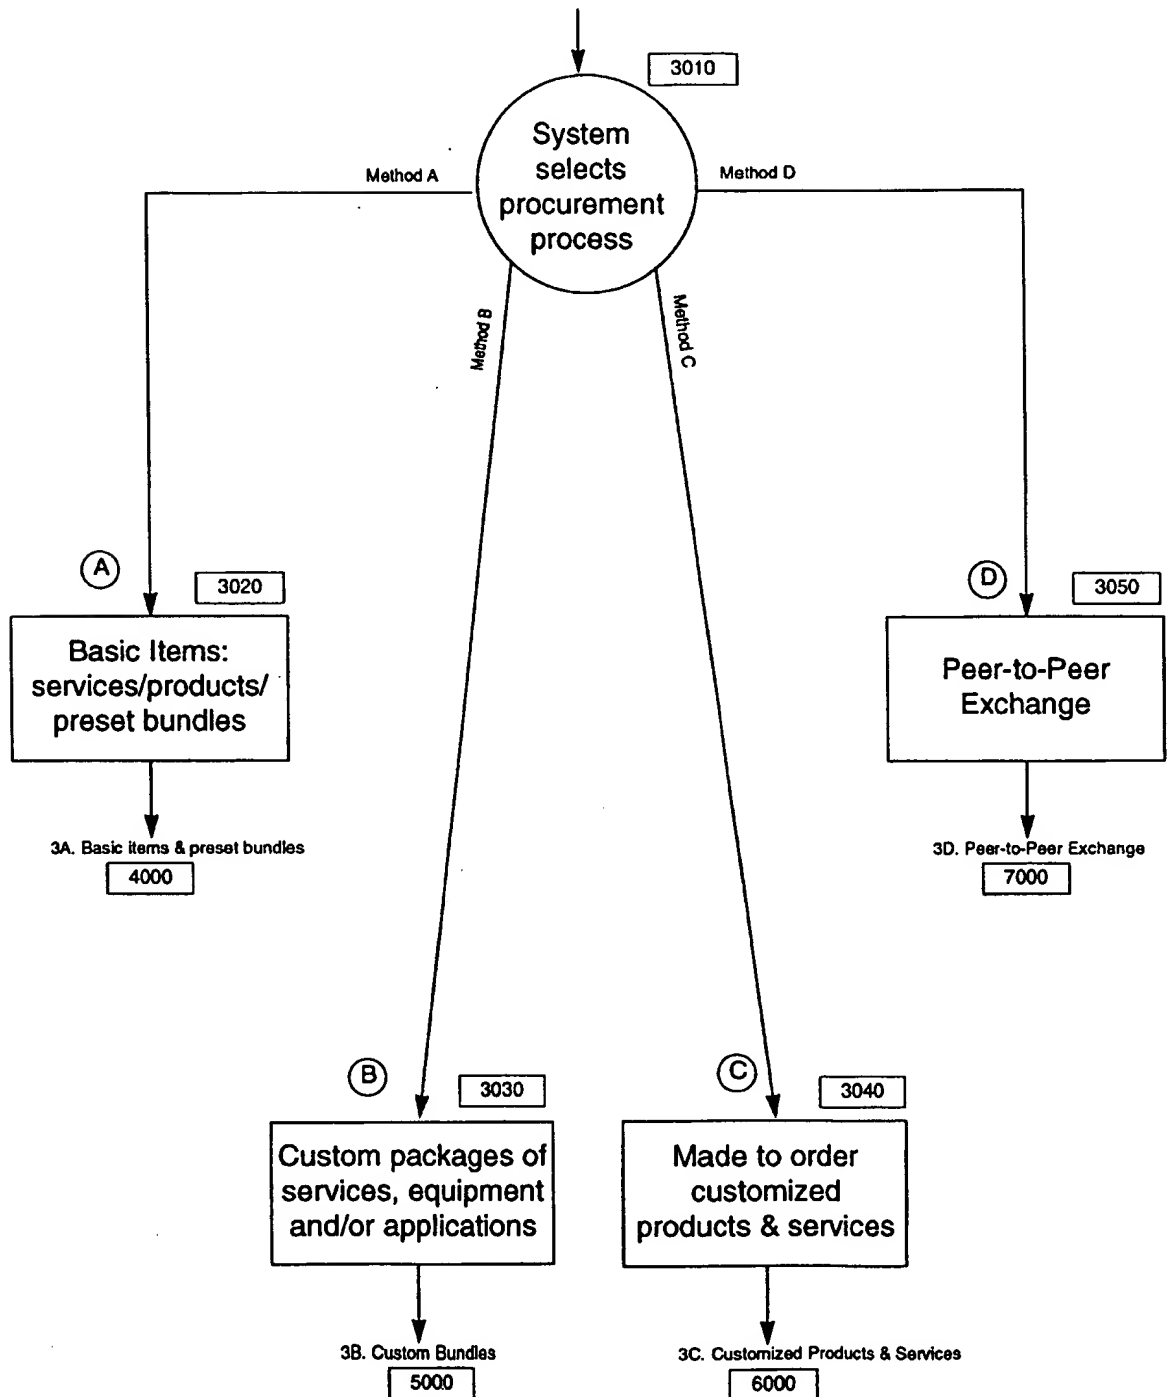 3010
System
selects
procurement
process
Method A
Method D
Method B
Method C
A
3020
Basic Items:
services/products/
preset bundles
3A. Basic items & preset bundles
4000
D
3050
Peer-to-Peer
Exchange
3D. Peer-to-Peer Exchange
7000
B
3030
Custom packages of
services, equipment
and/or applications
3B. Custom Bundles
5000
C
3040
Made to order
customized
products & services
3C. Customized Products & Services
6000